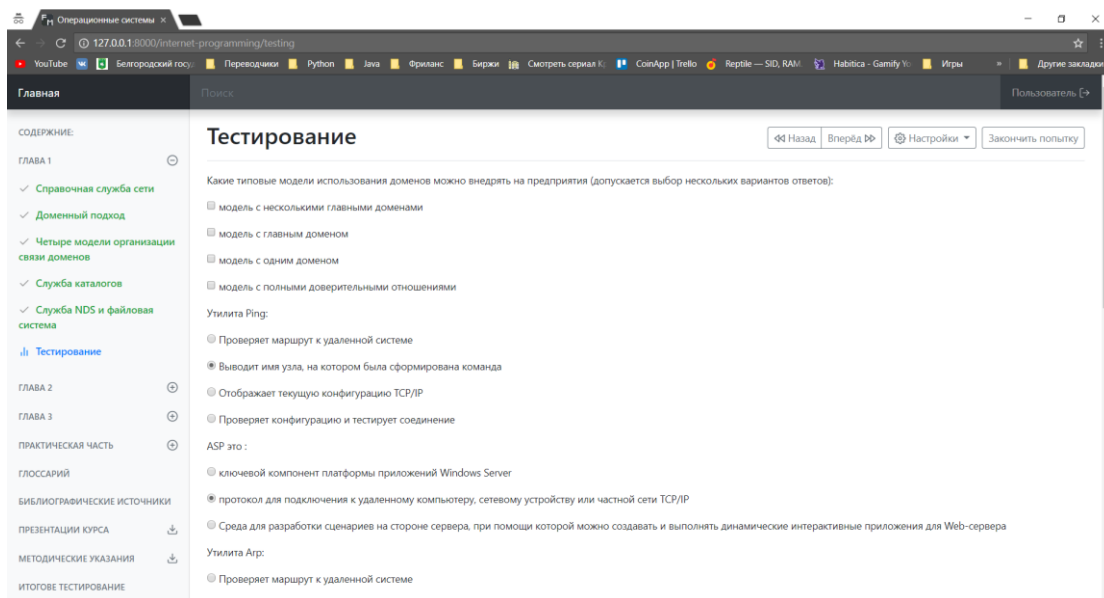 Операционные системы ×
127.0.0.1:8000/internet-programming/testing
YouTube Белгородский госу Переводчики Python Java Фриланс Биржи Смотреть сериал CoinApp | Trello Reptile — SID, RAM. Habitica - Gamify Yo Игры » Другие закладки
Главная Поиск Пользователь
СОДЕРЖНИЕ:
ГЛАВА 1
Справочная служба сети
Доменный подход
Четыре модели организации
связи доменов
Служба каталогов
Служба NDS и файловая
система
Тестирование
ГЛАВА 2
ГЛАВА 3
ПРАКТИЧЕСКАЯ ЧАСТЬ
ГЛОССАРИЙ
БИБЛИОГРАФИЧЕСКИЕ ИСТОЧНИКИ
ПРЕЗЕНТАЦИИ КУРСА
МЕТОДИЧЕСКИЕ УКАЗАНИЯ
ИТОГОВЕ ТЕСТИРОВАНИЕ
Тестирование
Назад Вперёд Настройки Закончить попытку
Какие типовые модели использования доменов можно внедрять на предприятия (допускается выбор нескольких вариантов ответов):
модель с несколькими главными доменами
модель с главным доменом
модель с одним доменом
модель с полными доверительными отношениями
Утилита Ping:
Проверяет маршрут к удаленной системе
Выводит имя узла, на котором была сформирована команда
Отображает текущую конфигурацию TCP/IP
Проверяет конфигурацию и тестирует соединение
ASP это :
ключевой компонент платформы приложений Windows Server
протокол для подключения к удаленному компьютеру, сетевому устройству или частной сети TCP/IP
Среда для разработки сценариев на стороне сервера, при помощи которой можно создавать и выполнять динамические интерактивные приложения для Web-сервера
Утилита Arp:
Проверяет маршрут к удаленной системе